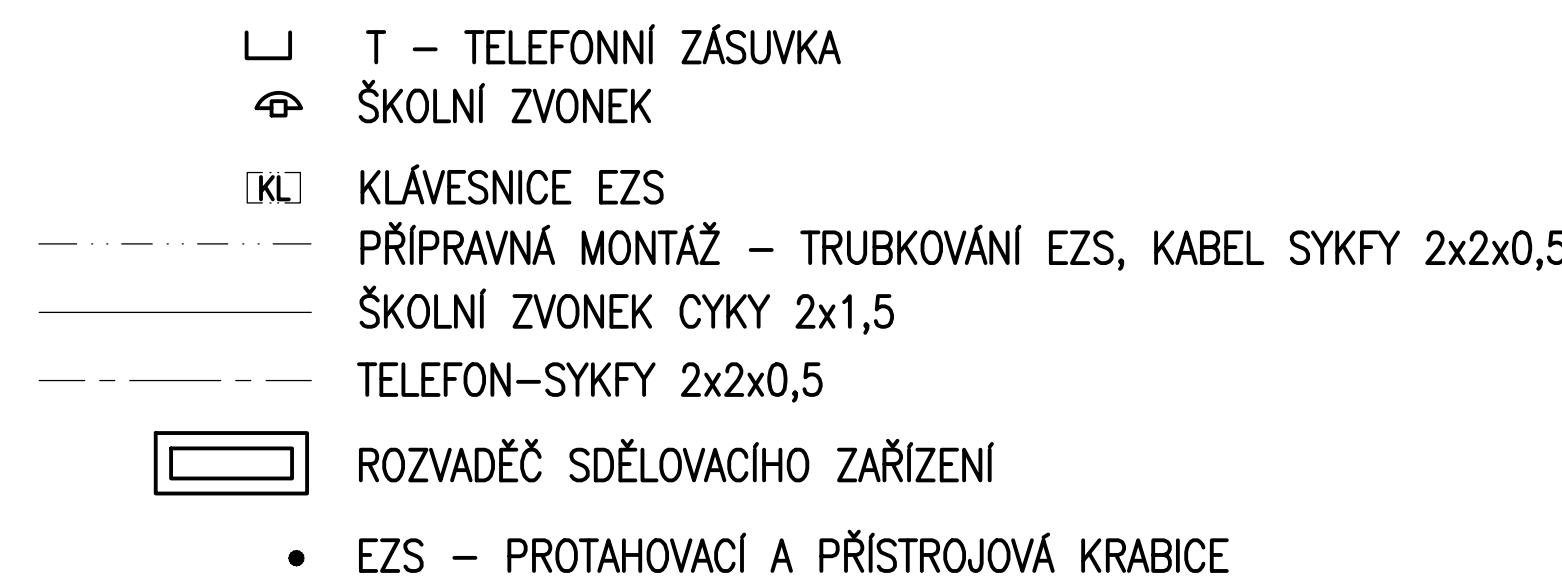 T – TELEFONNÍ ZÁSUVKA
ŠKOLNÍ ZVONEK
KL KLÁVESNICE EZS
PŘÍPRAVNÁ MONTÁŽ – TRUBKOVÁNÍ EZS, KABEL SYKFY 2x2x0,5
ŠKOLNÍ ZVONEK CYKY 2x1,5
TELEFON–SYKFY 2x2x0,5
ROZVADĚČ SDĚLOVACÍHO ZAŘÍZENÍ
EZS – PROTAHOVACÍ A PŘÍSTROJOVÁ KRABICE